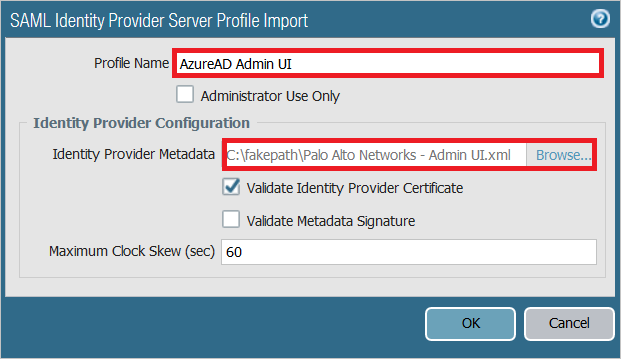 SAML Identity Provider Server Profile Import
?
Profile Name AzureAD Admin UI
Administrator Use Only
Identity Provider Configuration
Identity Provider Metadata C:\fakepath\Palo Alto Networks - Admin UI.xml Browse...
Validate Identity Provider Certificate
Validate Metadata Signature
Maximum Clock Skew (sec) 60
OK Cancel